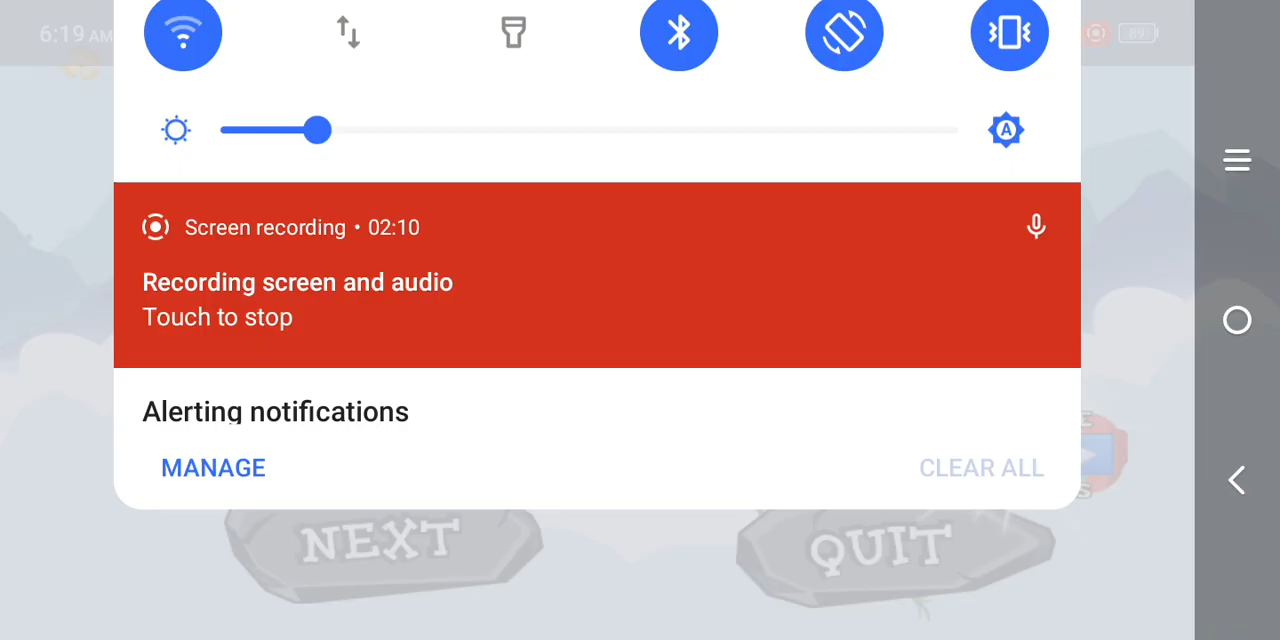 6:19 AM
89
A
Screen recording • 02:10
Recording screen and audio
Touch to stop
Alerting notifications
MANAGE
CLEAR ALL
NEXT
QUIT